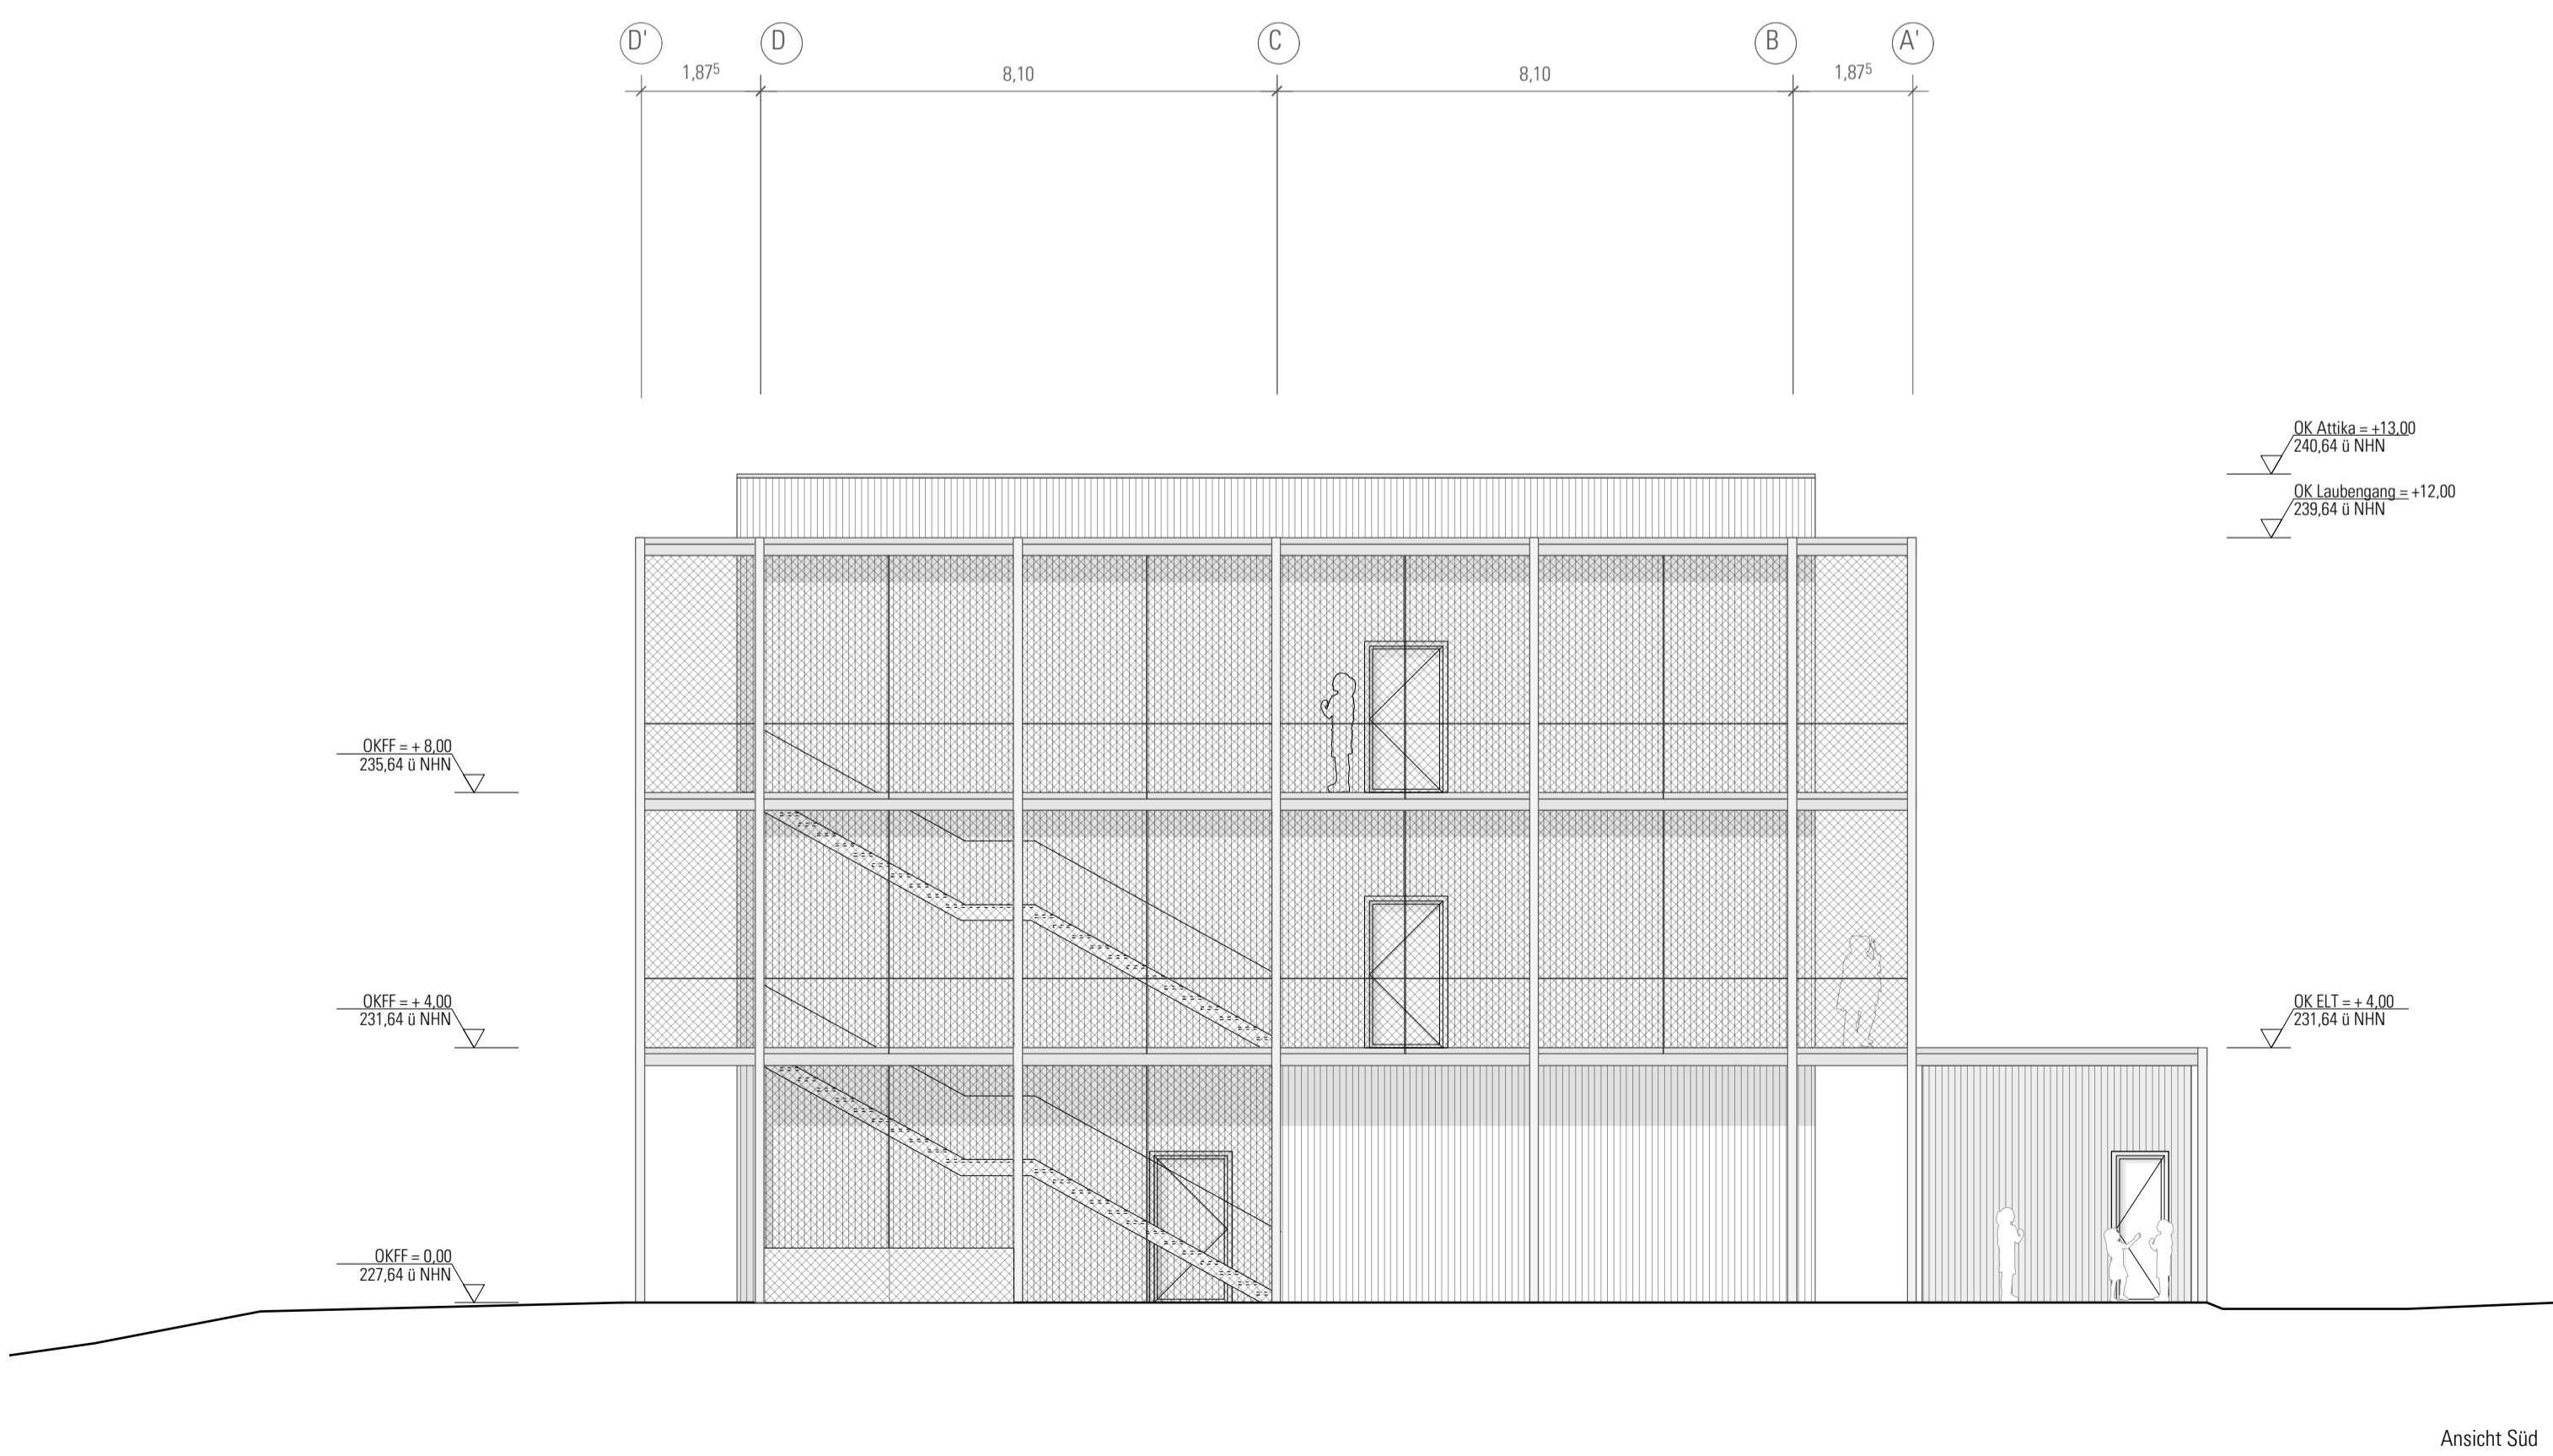 D' D C B A'
1,87⁵ 8,10 8,10 1,87⁵
OK Attika = +13,00
240,64 ü NHN
OK Laubengang = +12,00
239,64 ü NHN
OKFF = + 8,00
235,64 ü NHN
OKFF = + 4,00
231,64 ü NHN
OK ELT = + 4,00
231,64 ü NHN
OKFF = 0,00
227,64 ü NHN
Ansicht Süd